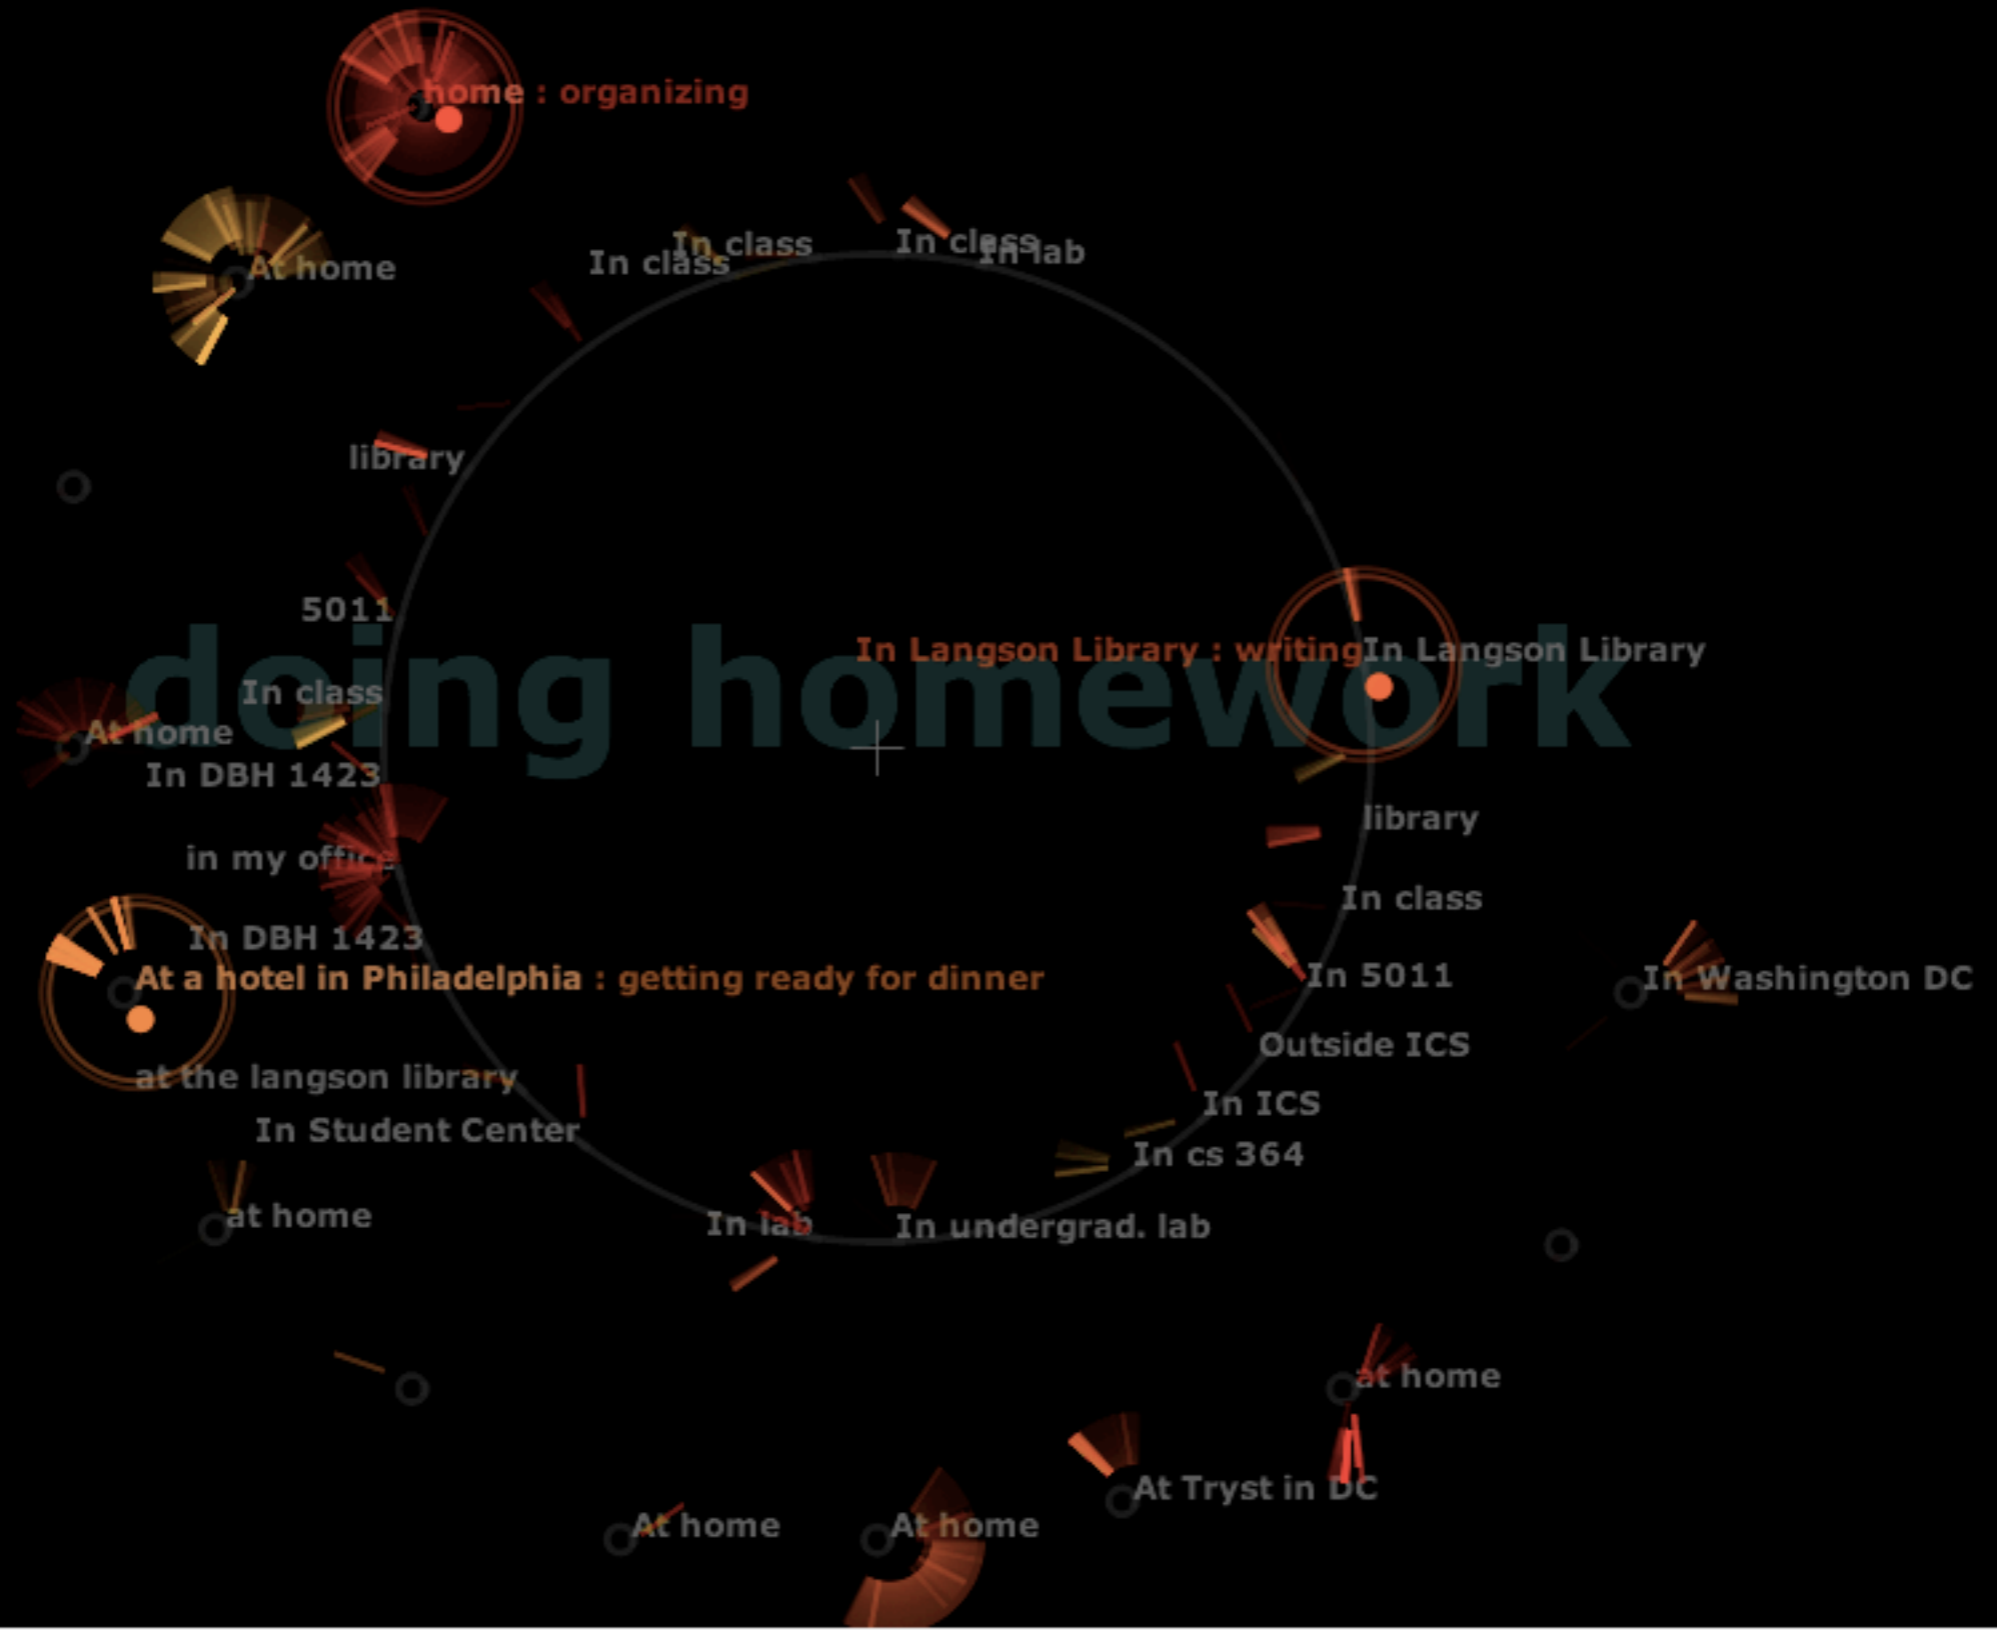 home : organizing
In class
In class
In lab
At home
In class
library
5011
doing homework
In Langson Library : writing
In Langson Library
In class
At home
In DBH 1423
library
in my office
In class
In DBH 1423
In 5011
At a hotel in Philadelphia : getting ready for dinner
In Washington DC
Outside ICS
at the langson library
In ICS
In Student Center
In cs 364
at home
In lab
In undergrad. lab
at home
At Tryst in DC
At home
At home